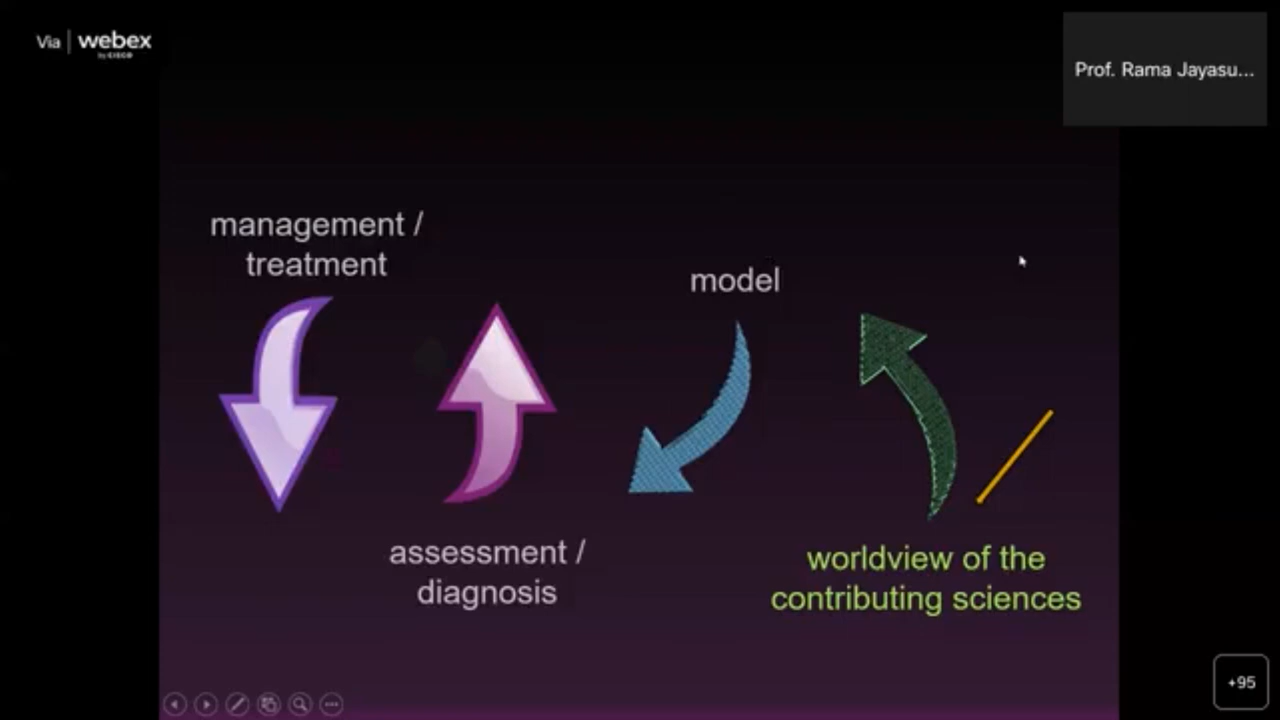 Via | webex
by CISCO
Prof. Rama Jayasu...
management /
treatment
model
assessment /
diagnosis
worldview of the
contributing sciences
+95